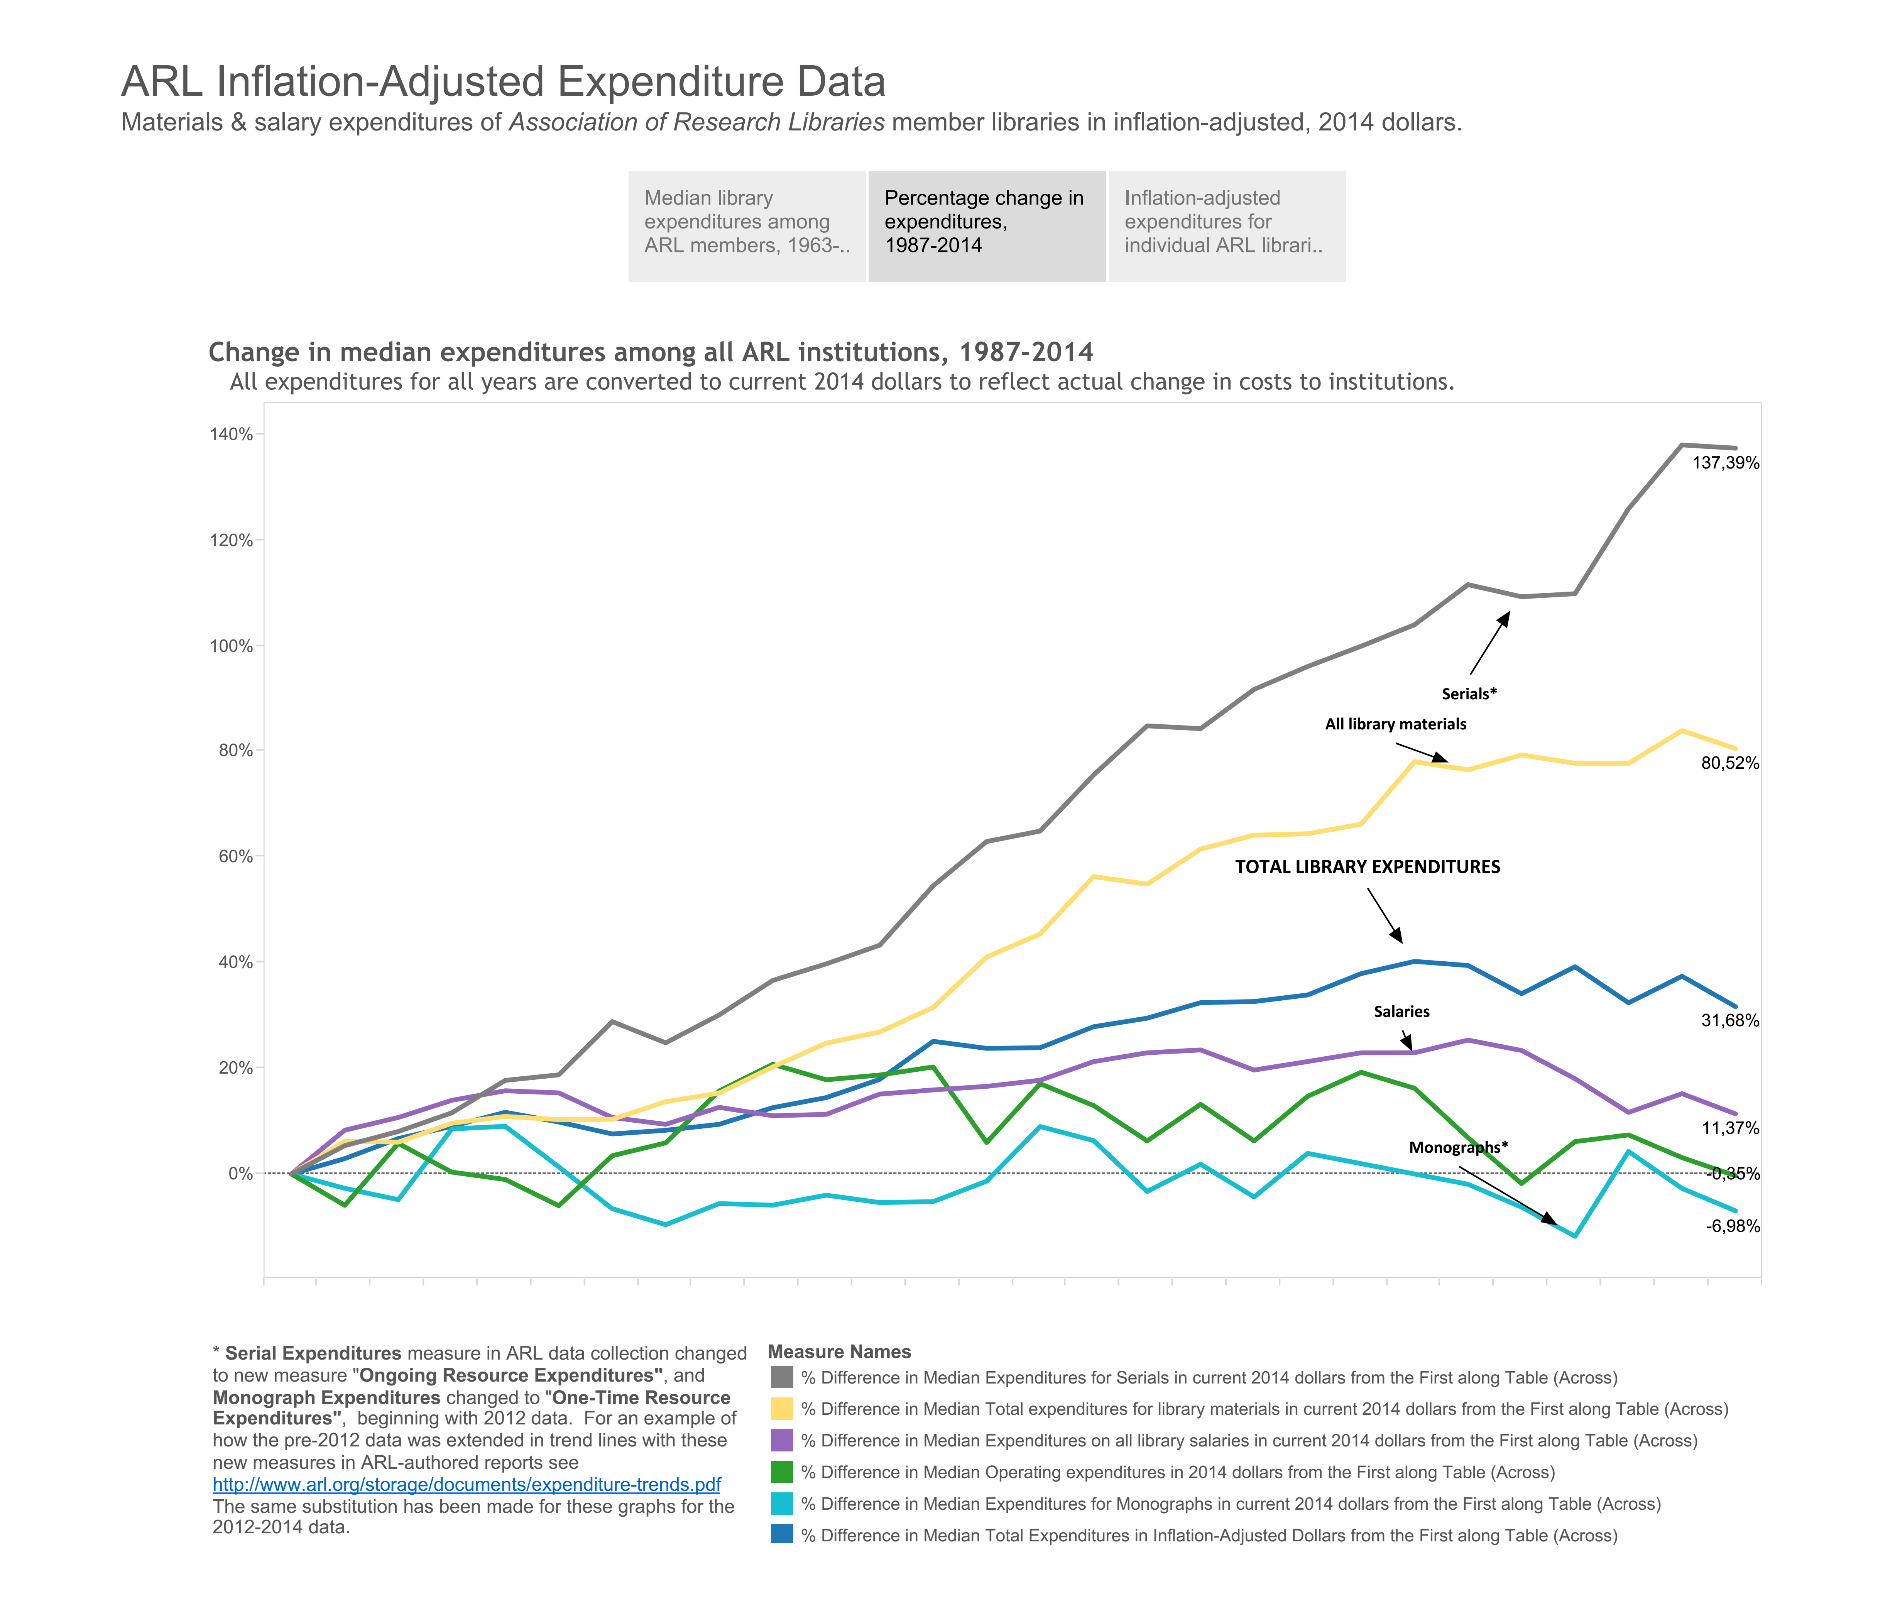 ARL Inflation-Adjusted Expenditure Data
Materials & salary expenditures of Association of Research Libraries member libraries in inflation-adjusted, 2014 dollars.
Median library
expenditures among
ARL members, 1963-..
Percentage change in
expenditures,
1987-2014
Inflation-adjusted
expenditures for
individual ARL librari..
Change in median expenditures among all ARL institutions, 1987-2014
All expenditures for all years are converted to current 2014 dollars to reflect actual change in costs to institutions.
140%
120%
100%
80%
60%
40%
20%
0%
137,39%
Serials*
All library materials
80,52%
TOTAL LIBRARY EXPENDITURES
31,68%
Salaries
11,37%
Monographs*
-0,35%
-6,98%
* Serial Expenditures measure in ARL data collection changed
to new measure "Ongoing Resource Expenditures", and
Monograph Expenditures changed to "One-Time Resource
Expenditures", beginning with 2012 data. For an example of
how the pre-2012 data was extended in trend lines with these
new measures in ARL-authored reports see
http://www.arl.org/storage/documents/expenditure-trends.pdf
The same substitution has been made for these graphs for the
2012-2014 data.
Measure Names
% Difference in Median Expenditures for Serials in current 2014 dollars from the First along Table (Across)
% Difference in Median Total expenditures for library materials in current 2014 dollars from the First along Table (Across)
% Difference in Median Expenditures on all library salaries in current 2014 dollars from the First along Table (Across)
% Difference in Median Operating expenditures in 2014 dollars from the First along Table (Across)
% Difference in Median Expenditures for Monographs in current 2014 dollars from the First along Table (Across)
% Difference in Median Total Expenditures in Inflation-Adjusted Dollars from the First along Table (Across)